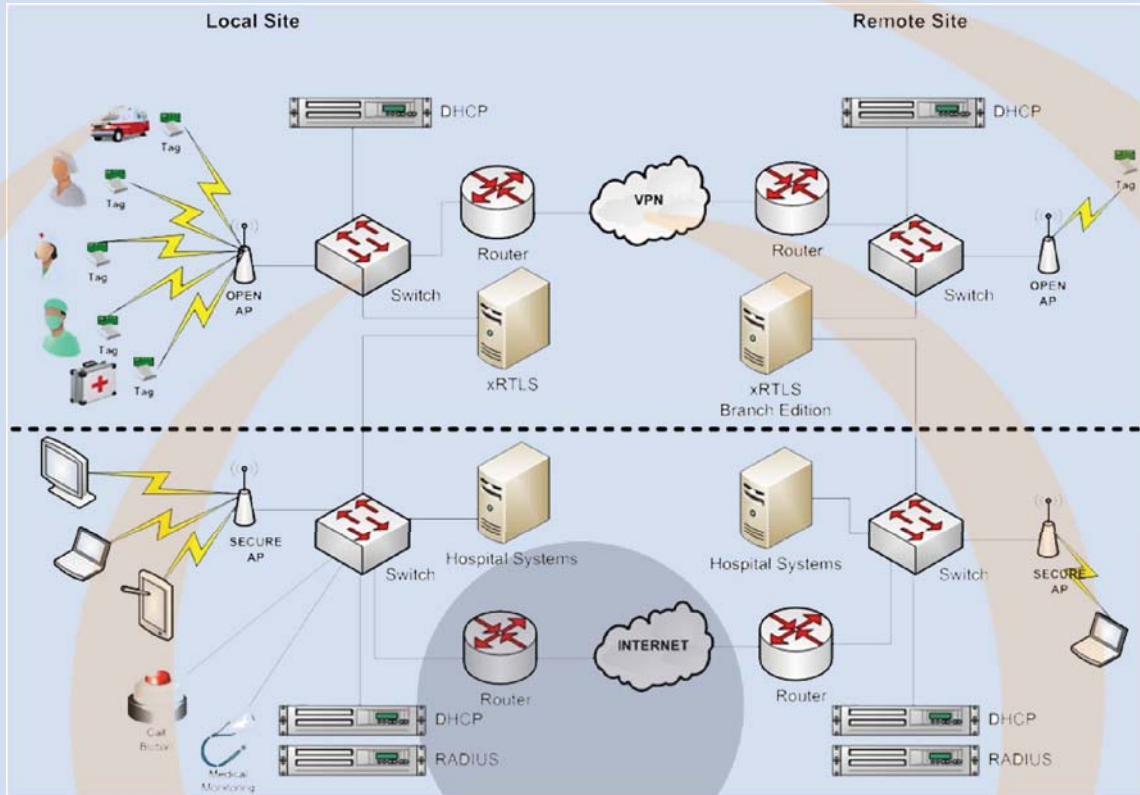 Local Site
Remote Site
DHCP
DHCP
Tag
Tag
Tag
Tag
Tag
Tag
OPEN
AP
Switch
Router
VPN
Router
Switch
OPEN
AP
xRTLS
xRTLS
Branch Edition
SECURE
AP
Switch
Hospital Systems
Hospital Systems
Switch
SECURE
AP
Router
INTERNET
Router
Call
Button
Medical
Monitoring
DHCP
RADIUS
DHCP
RADIUS